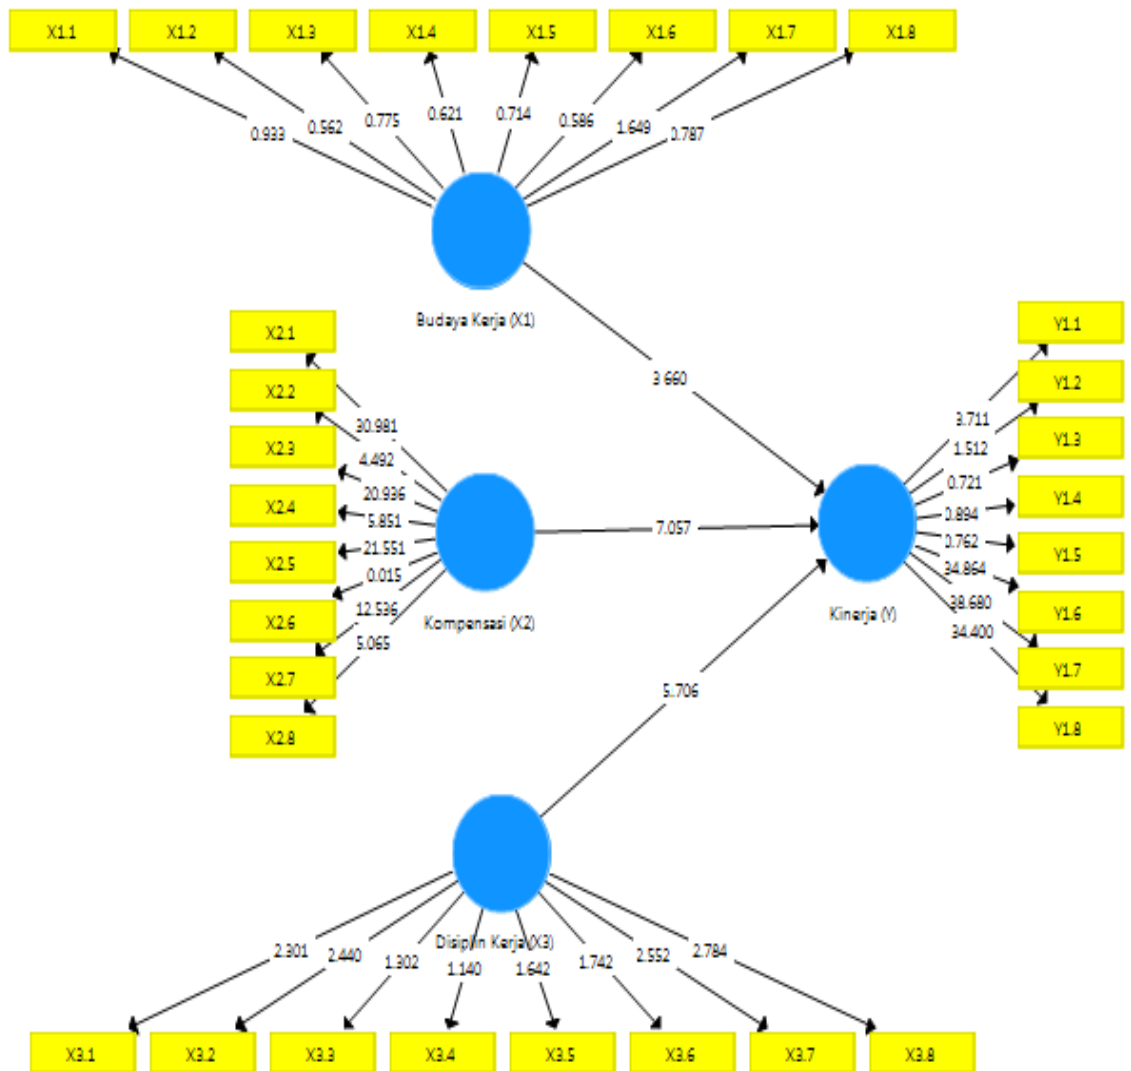 X1.1
X1.2
X1.3
X1.4
X1.5
X1.6
X1.7
X1.8
0.933
0.562
0.775
0.621
0.714
0.586
1.649
0.787
Budaya Kerja (X1)
3.660
X2.1
X2.2
X2.3
X2.4
X2.5
X2.6
X2.7
X2.8
30.981
4.492
20.936
5.851
21.551
0.015
12.536
5.065
Kompensasi (X2)
7.057
Y1.1
Y1.2
Y1.3
Y1.4
Y1.5
Y1.6
Y1.7
Y1.8
3.711
1.512
0.721
0.894
0.762
34.864
38.680
34.400
Kinerja (Y)
5.706
Disiplin Kerja (X3)
2.301
2.440
1.302
1.140
1.642
1.742
2.552
2.784
X3.1
X3.2
X3.3
X3.4
X3.5
X3.6
X3.7
X3.8